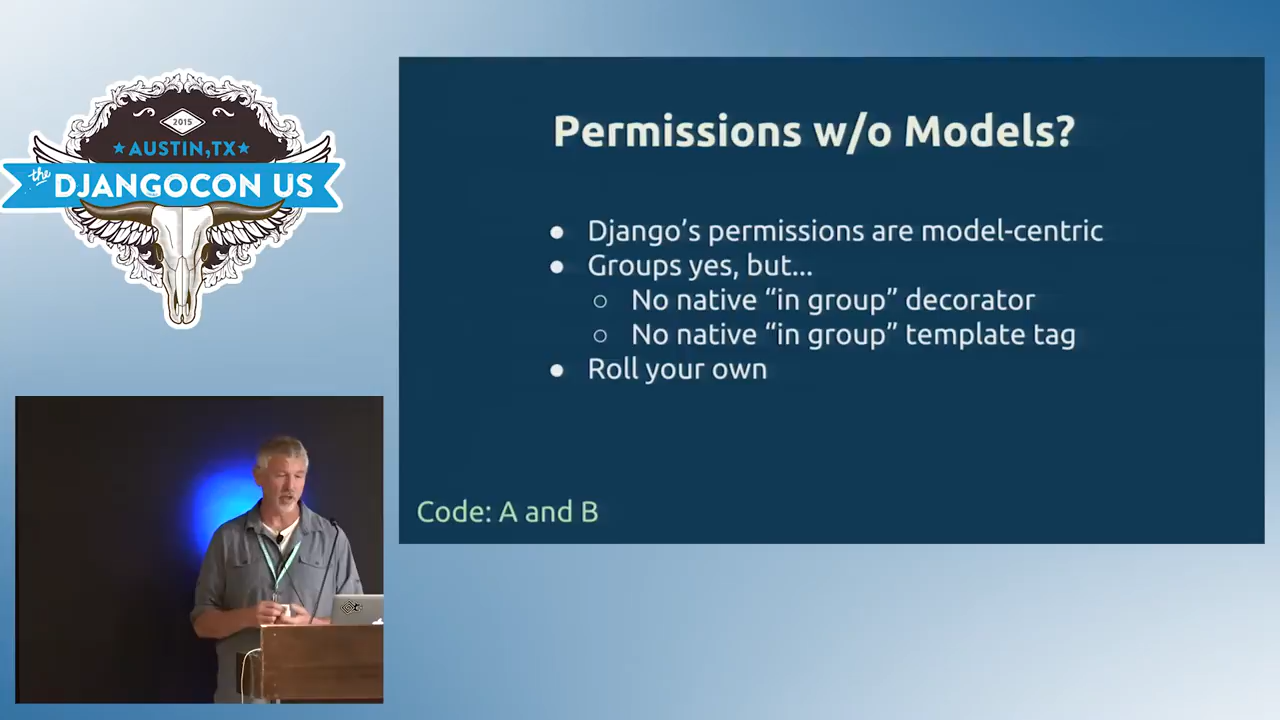 2015
★AUSTIN,TX★
the
DJANGOCON US
Permissions w/o Models?
● Django’s permissions are model-centric
● Groups yes, but...
○ No native “in group” decorator
○ No native “in group” template tag
● Roll your own
Code: A and B